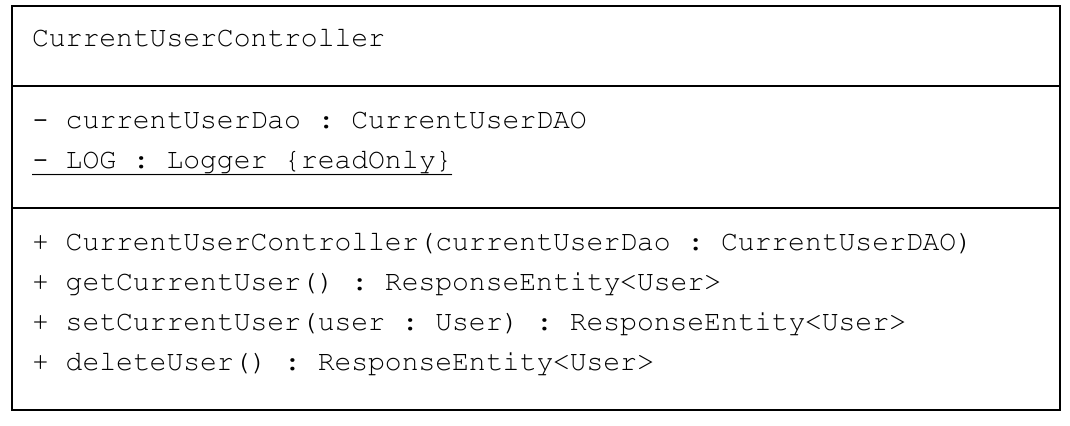 CurrentUserController
- currentUserDao : CurrentUserDAO
- LOG : Logger {readOnly}
+ CurrentUserController(currentUserDao : CurrentUserDAO)
+ getCurrentUser() : ResponseEntity<User>
+ setCurrentUser(user : User) : ResponseEntity<User>
+ deleteUser() : ResponseEntity<User>